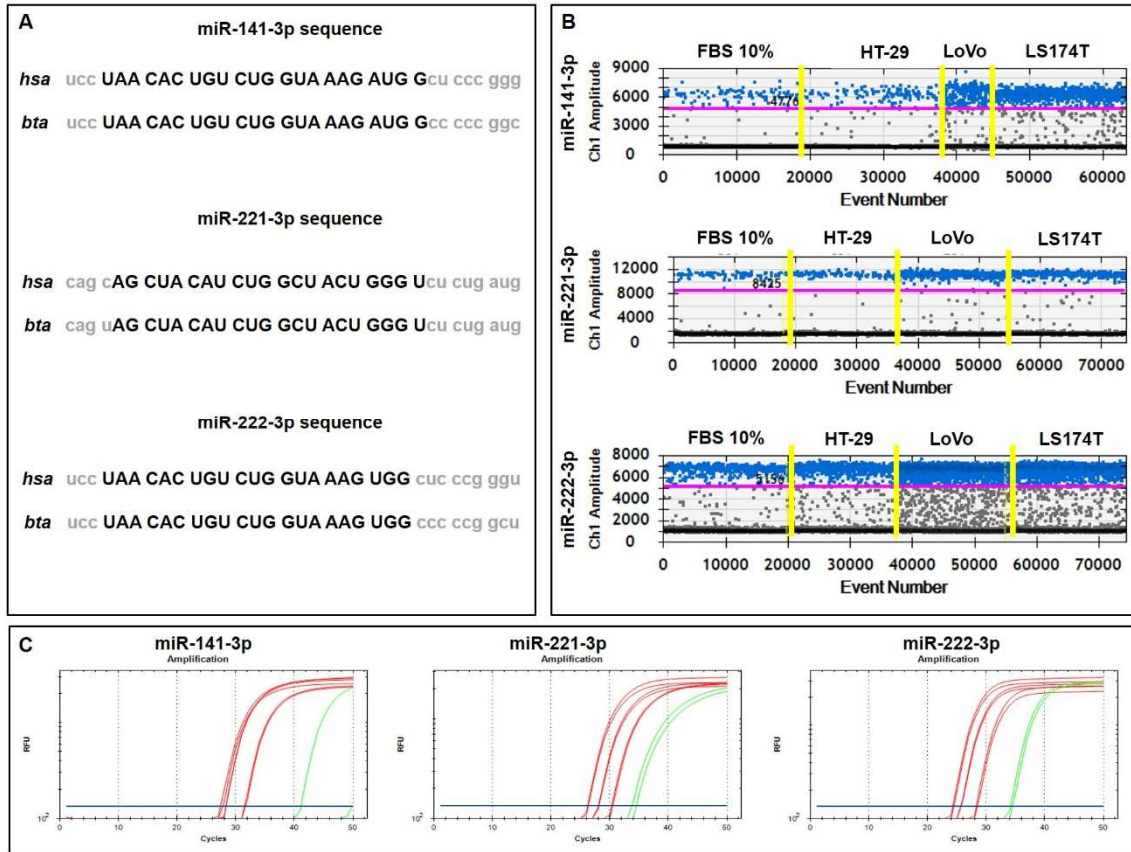 A
miR-141-3p sequence
hsa ucc UAA CAC UGU CUG GUA AAG AUG Gcu ccc ggg
bta ucc UAA CAC UGU CUG GUA AAG AUG Gcc ccc ggc
miR-221-3p sequence
hsa cag cAG CUA CAU CUG GCU ACU GGG Ucu cug aug
bta cag uAG CUA CAU CUG GCU ACU GGG Ucu cug aug
miR-222-3p sequence
hsa ucc UAA CAC UGU CUG GUA AAG UGG cuc ccg ggu
bta ucc UAA CAC UGU CUG GUA AAG UGG ccc ccg gcu
B
FBS 10% HT-29 LoVo LS174T
miR-141-3p
Ch1 Amplitude
9000
6000
3000
0
4776
0 10000 20000 30000 40000 50000 60000
Event Number
FBS 10% HT-29 LoVo LS174T
miR-221-3p
Ch1 Amplitude
12000
10000
8000
6000
4000
2000
0
8425
0 10000 20000 30000 40000 50000 60000 70000
Event Number
FBS 10% HT-29 LoVo LS174T
miR-222-3p
Ch1 Amplitude
8000
6000
4000
2000
0
0 10000 20000 30000 40000 50000 60000 70000
Event Number
C
miR-141-3p
Amplification
RFU
10²
0 10 20 30 40 50
Cycles
miR-221-3p
Amplification
RFU
10²
0 10 20 30 40 50
Cycles
miR-222-3p
Amplification
RFU
10²
0 10 20 30 40 50
Cycles